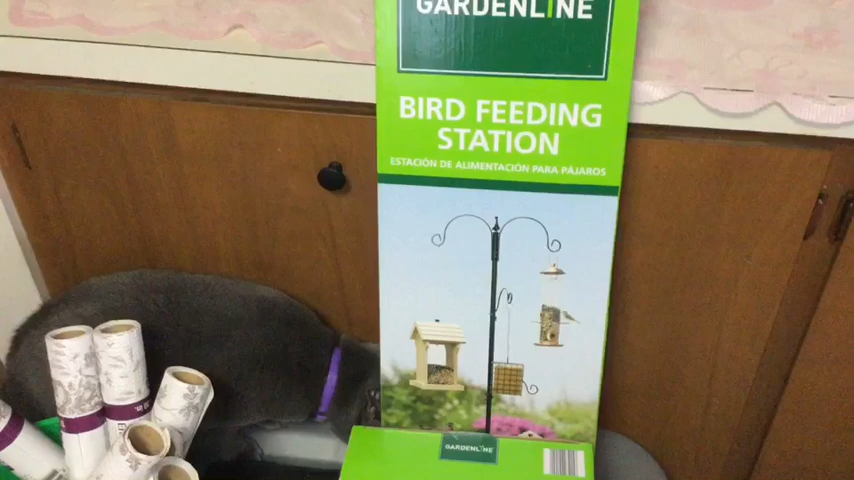 GARDENLINE
BIRD FEEDING
STATION
ESTACIÓN DE ALIMENTACIÓN PARA PÁJAROS
GARDENLINE